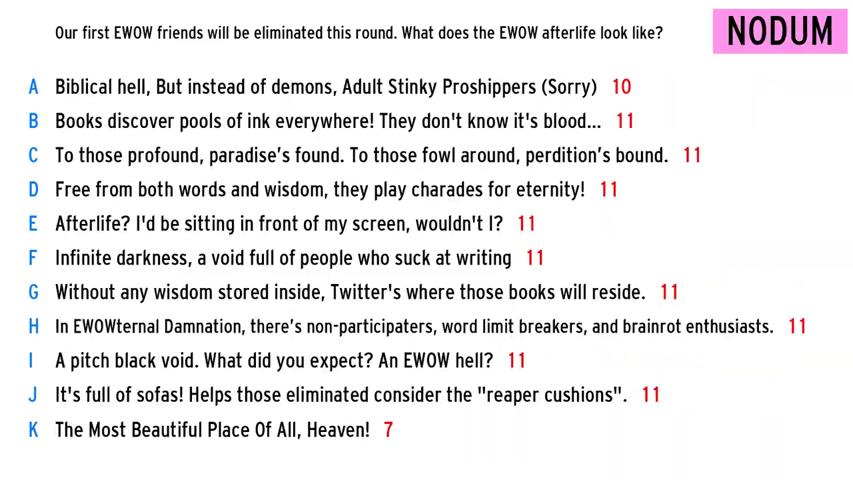 Our first EWOW friends will be eliminated this round. What does the EWOW afterlife look like?
NODUM
A Biblical hell, But instead of demons, Adult Stinky Proshippers (Sorry) 10
B Books discover pools of ink everywhere! They don't know it's blood... 11
C To those profound, paradise's found. To those fowl around, perdition's bound. 11
D Free from both words and wisdom, they play charades for eternity! 11
E Afterlife? I'd be sitting in front of my screen, wouldn't I? 11
F Infinite darkness, a void full of people who suck at writing 11
G Without any wisdom stored inside, Twitter's where those books will reside. 11
H In EWOWternal Damnation, there's non-participaters, word limit breakers, and brainrot enthusiasts. 11
I A pitch black void. What did you expect? An EWOW hell? 11
J It's full of sofas! Helps those eliminated consider the "reaper cushions". 11
K The Most Beautiful Place Of All, Heaven! 7